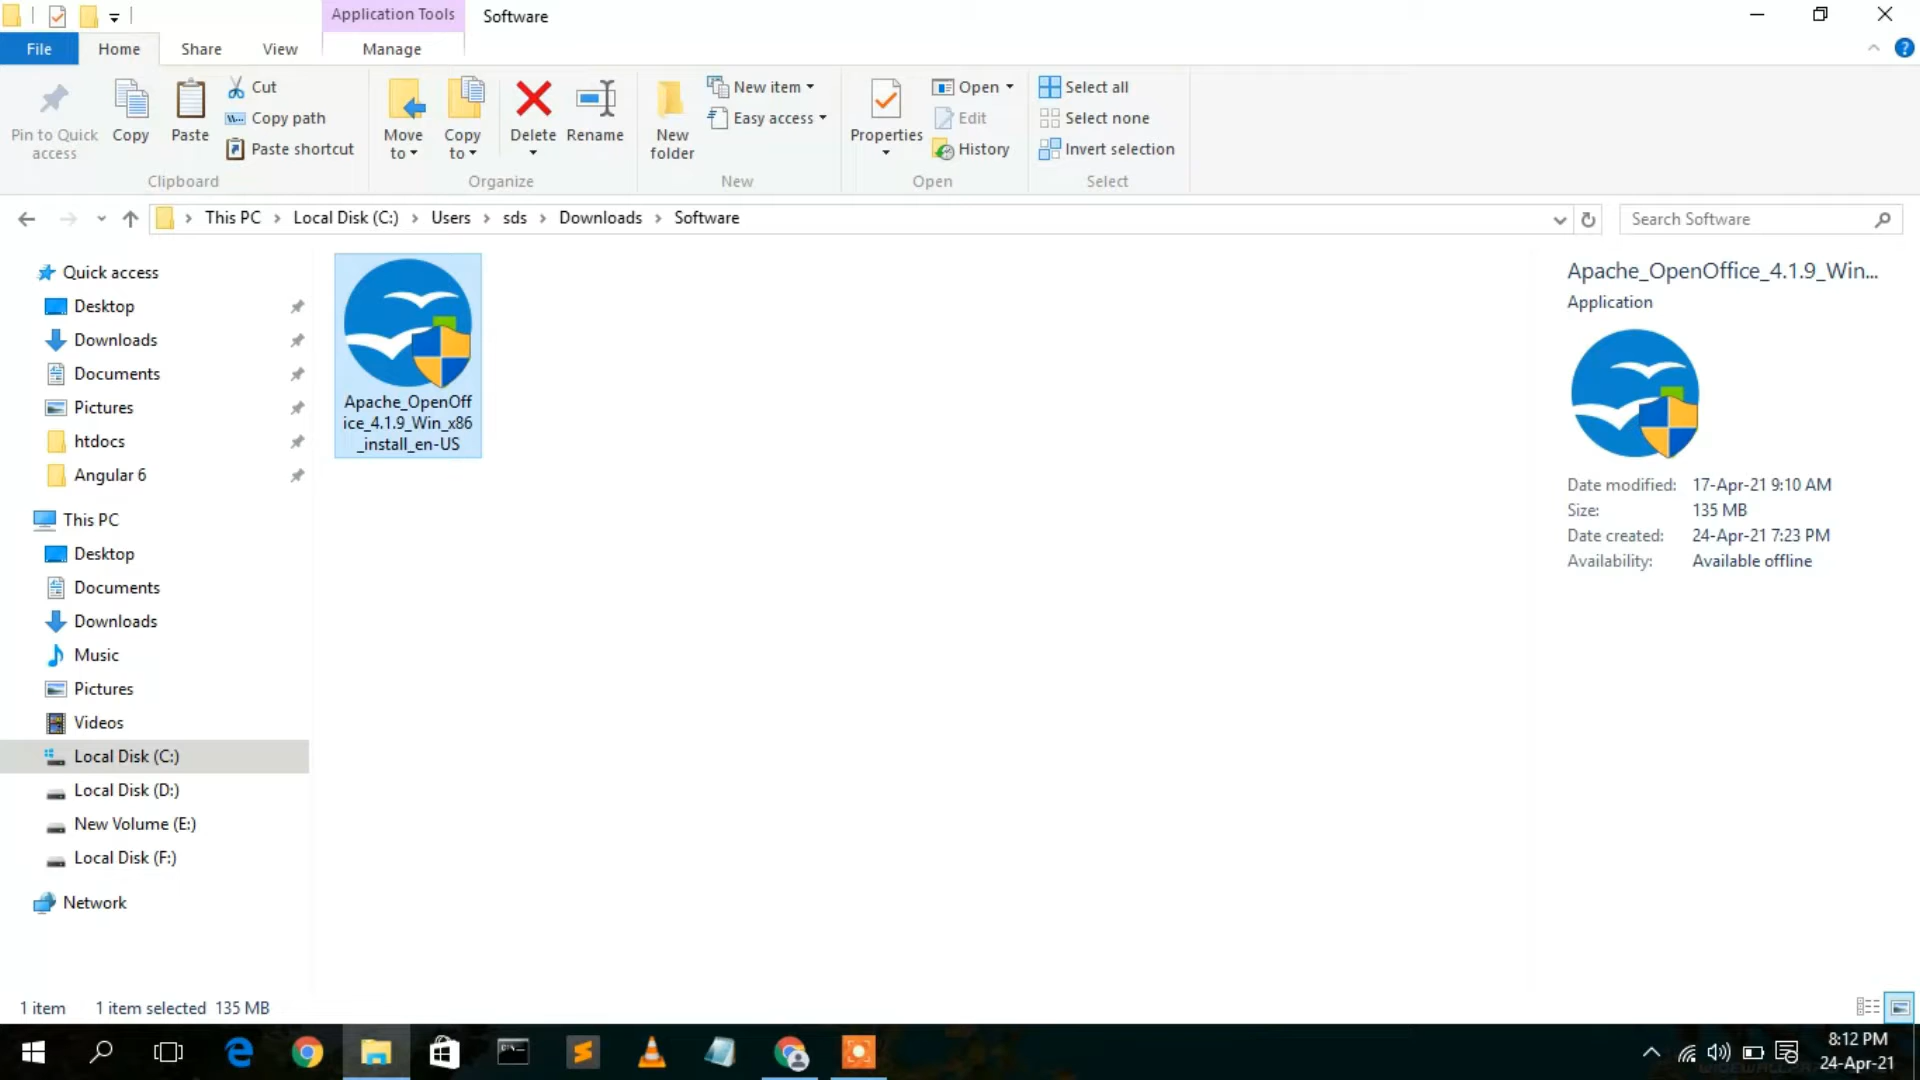 Application Tools
Software
File
Home
Share
View
Manage
Pin to Quick
access
Copy
Paste
Cut
Copy path
Paste shortcut
Clipboard
Move
to
Copy
to
Delete
Rename
Organize
New
folder
New item
Easy access
New
Properties
Open
Edit
History
Open
Select all
Select none
Invert selection
Select
This PC
Local Disk (C:)
Users
sds
Downloads
Software
Search Software
Quick access
Desktop
Downloads
Documents
Pictures
htdocs
Angular 6
This PC
Desktop
Documents
Downloads
Music
Pictures
Videos
Local Disk (C:)
Local Disk (D:)
New Volume (E:)
Local Disk (F:)
Network
Apache_OpenOff
ice_4.1.9_Win_x86
_install_en-US
Apache_OpenOffice_4.1.9_Win...
Application
Date modified: 17-Apr-21 9:10 AM
Size: 135 MB
Date created: 24-Apr-21 7:23 PM
Availability: Available offline
1 item 1 item selected 135 MB
8:12 PM
24-Apr-21